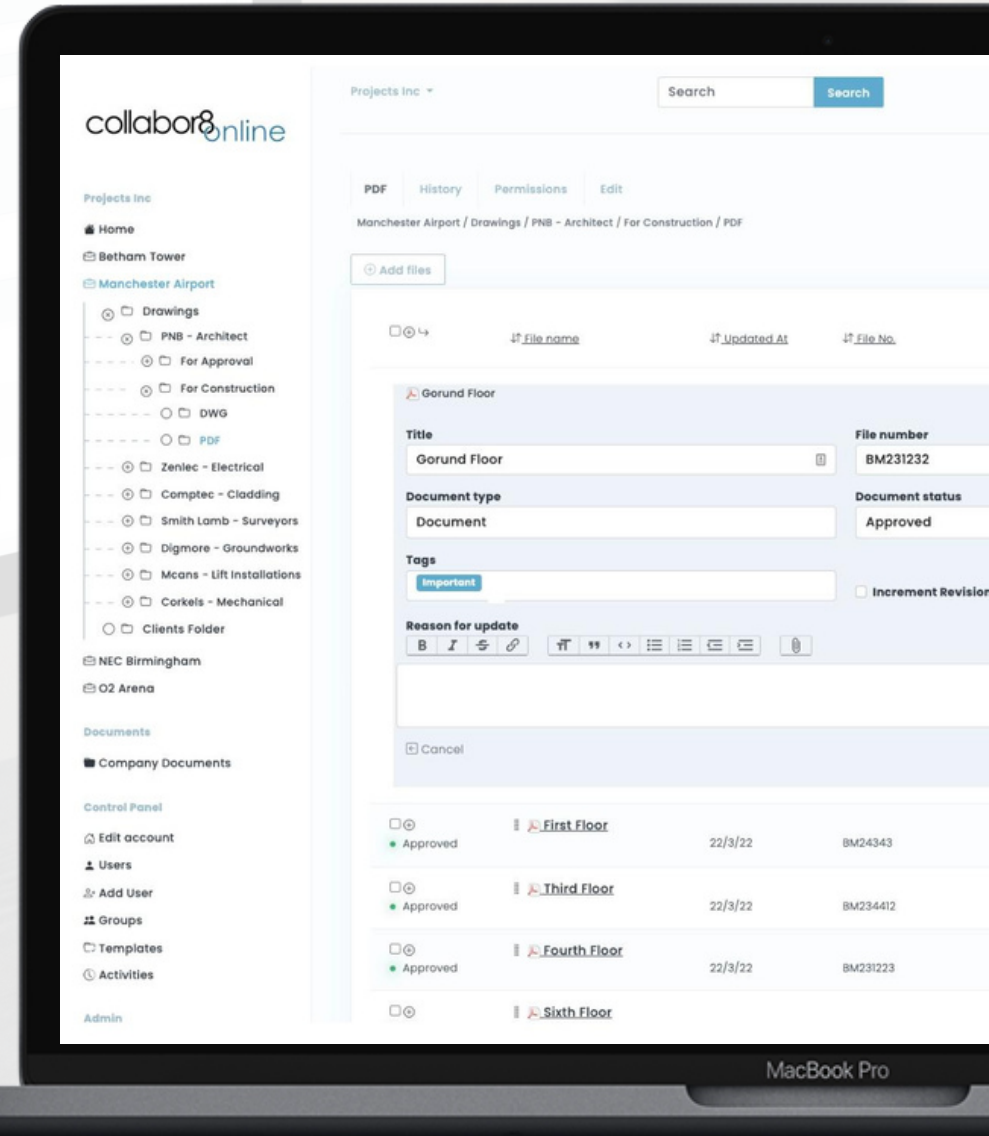 collabor8online
Projects Inc
Search
Search
PDF History Permissions Edit
Manchester Airport / Drawings / PNB - Architect / For Construction / PDF
Add files
File name Updated At File No.
Gorund Floor
Title File number
Gorund Floor BM231232
Document type Document status
Document Approved
Tags
Important
Increment Revision
Reason for update
B I S
Cancel
First Floor
Approved 22/3/22 BM24343
Third Floor
Approved 22/3/22 BM234412
Fourth Floor
Approved 22/3/22 BM231223
Sixth Floor
Projects Inc
Home
Betham Tower
Manchester Airport
Drawings
PNB - Architect
For Approval
For Construction
DWG
PDF
Zenlec - Electrical
Comptec - Cladding
Smith Lamb - Surveyors
Digmore - Groundworks
Mcans - Lift Installations
Corkels - Mechanical
Clients Folder
NEC Birmingham
O2 Arena
Documents
Company Documents
Control Panel
Edit account
Users
Add User
Groups
Templates
Activities
Admin
MacBook Pro